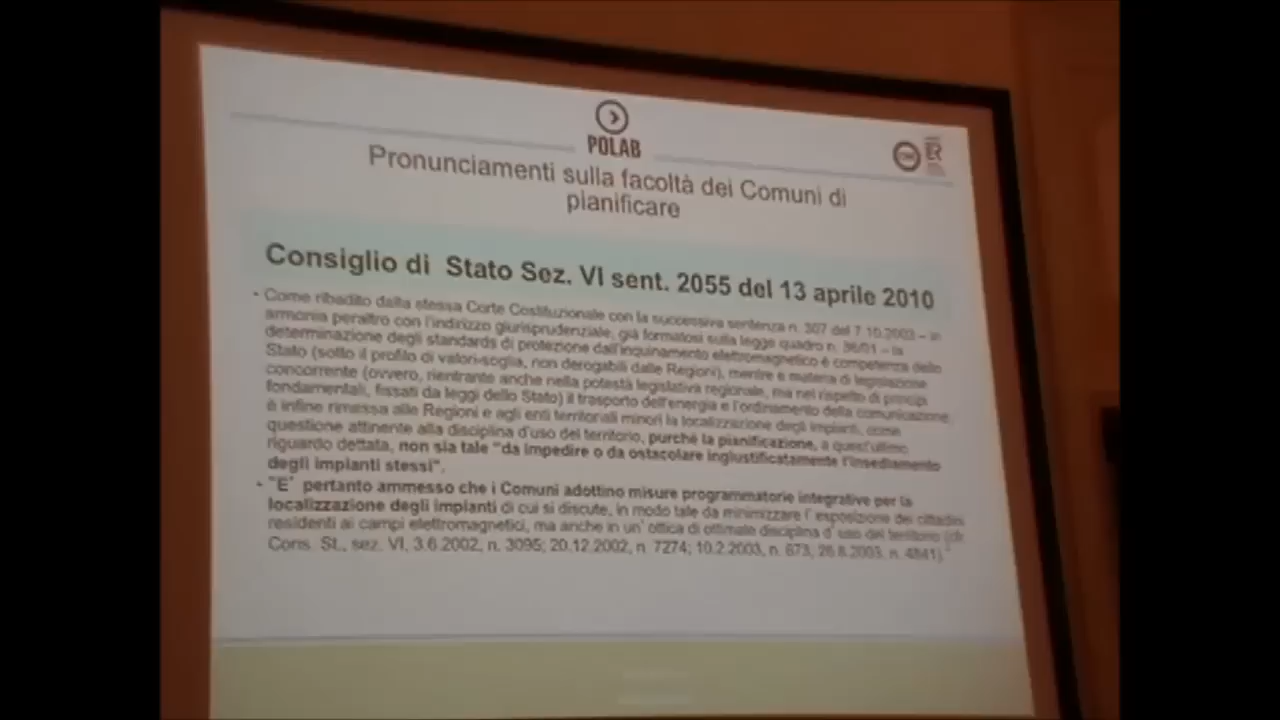 POLAB
ER
Pronunciamenti sulla facoltà dei Comuni di
pianificare
Consiglio di Stato Sez. VI sent. 2055 del 13 aprile 2010
• Come ribadito dalla stessa Corte Costituzionale con la successiva sentenza n. 307 del 7.10.2003 – in
armonia peraltro con l'indirizzo giurisprudenziale, già formatosi sulla legge quadro n. 36/01 – la
determinazione degli standards di protezione dall'inquinamento elettromagnetico è competenza dello
Stato (sotto il profilo di valori-soglia, non derogabili dalle Regioni), mentre è materia di legislazione
concorrente (ovvero, rientrante anche nella potestà legislativa regionale, ma nel rispetto di principi
fondamentali, fissati da leggi dello Stato) il trasporto dell'energia e l'ordinamento della comunicazione;
è infine rimessa alle Regioni e agli enti territoriali minori la localizzazione degli impianti, come
questione attinente alla disciplina d'uso del territorio, purché la pianificazione, a quest'ultimo
riguardo dettata, non sia tale "da impedire o da ostacolare ingiustificatamente l'insediamento
degli impianti stessi".
• "E' pertanto ammesso che i Comuni adottino misure programmatorie integrative per la
localizzazione degli impianti di cui si discute, in modo tale da minimizzare l' esposizione dei cittadini
residenti ai campi elettromagnetici, ma anche in un' ottica di ottimale disciplina d' uso del territorio (cfr.
Cons. St., sez. VI, 3.6.2002, n. 3095; 20.12.2002, n. 7274; 10.2.2003, n. 673, 26.8.2003, n. 4841)"